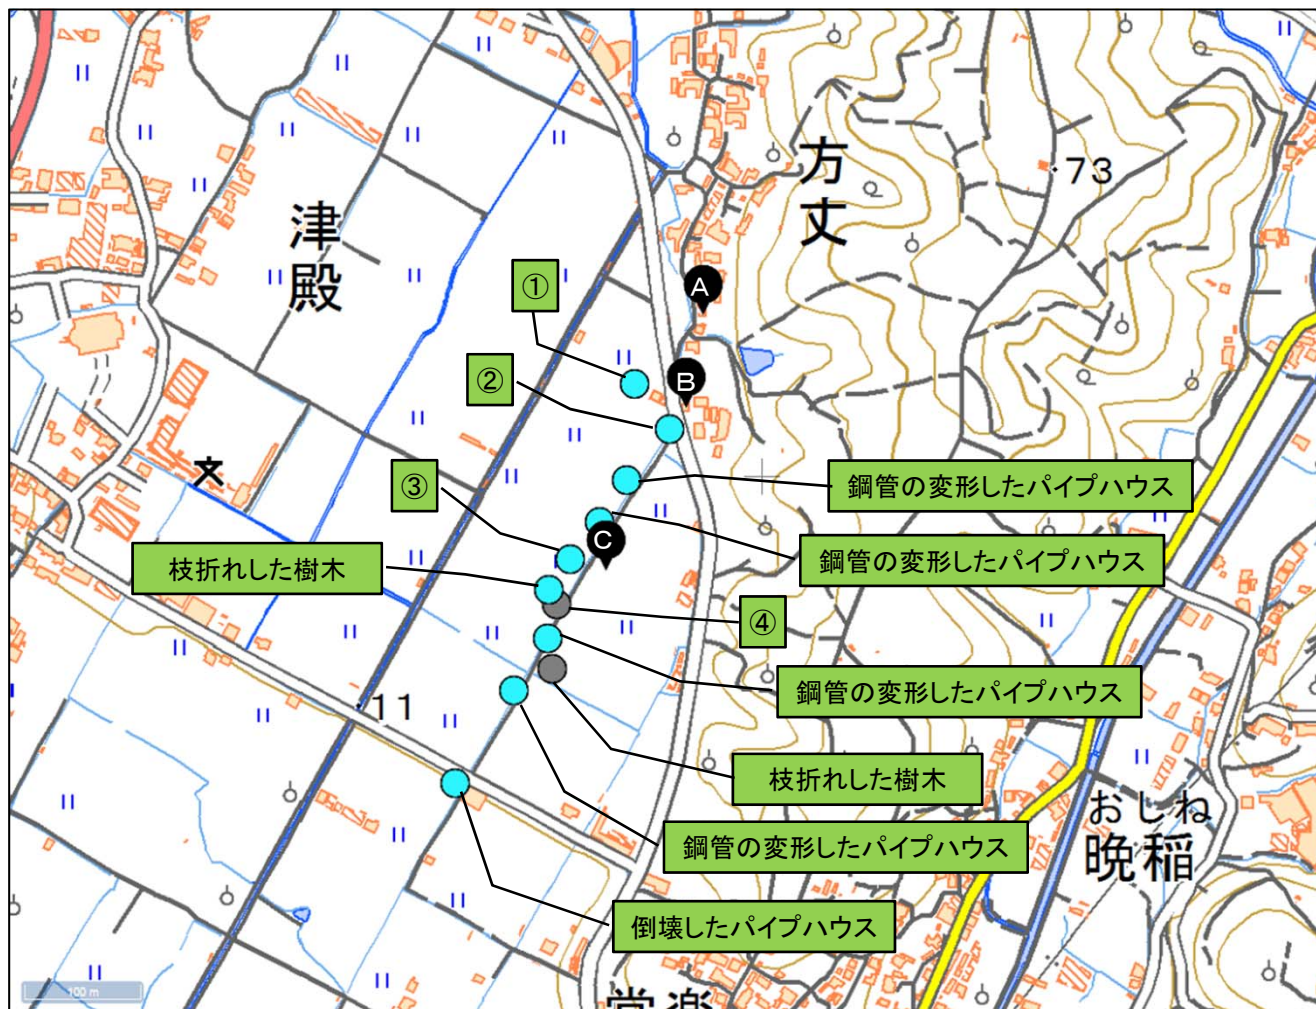 方丈
73
津殿
①
A
②
B
鋼管の変形したパイプハウス
③
C
鋼管の変形したパイプハウス
枝折れした樹木
④
鋼管の変形したパイプハウス
11
枝折れした樹木
おしね
晩稲
鋼管の変形したパイプハウス
倒壊したパイプハウス
100 m